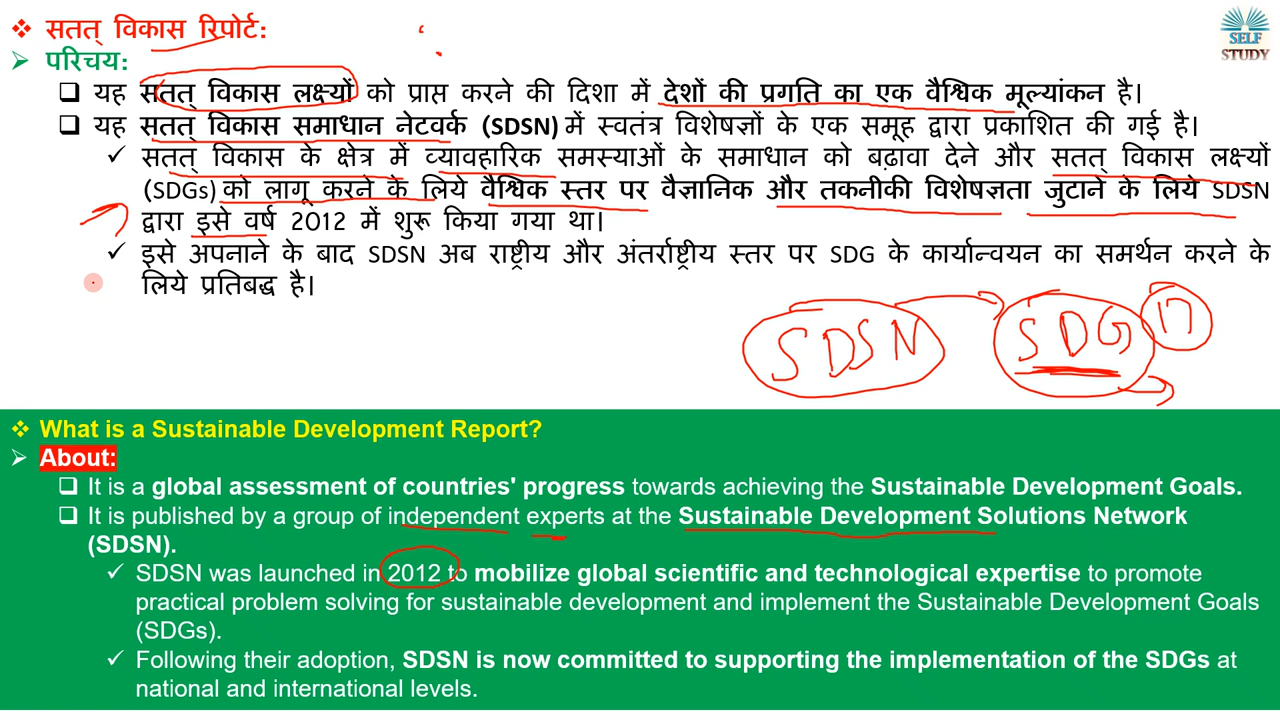 ❖ सतत् विकास रिपोर्ट:
SELF
STUDY
➢ परिचय:
❑ यह सतत् विकास लक्ष्यों को प्राप्त करने की दिशा में देशों की प्रगति का एक वैश्विक मूल्यांकन है।
❑ यह सतत् विकास समाधान नेटवर्क (SDSN) में स्वतंत्र विशेषज्ञों के एक समूह द्वारा प्रकाशित की गई है।
✓ सतत् विकास के क्षेत्र में व्यावहारिक समस्याओं के समाधान को बढ़ावा देने और सतत् विकास लक्ष्यों
(SDGs) को लागू करने के लिये वैश्विक स्तर पर वैज्ञानिक और तकनीकी विशेषज्ञता जुटाने के लिये SDSN
द्वारा इसे वर्ष 2012 में शुरू किया गया था।
✓ इसे अपनाने के बाद SDSN अब राष्ट्रीय और अंतर्राष्ट्रीय स्तर पर SDG के कार्यान्वयन का समर्थन करने के
लिये प्रतिबद्ध है।
SDSN SDG 17
❖ What is a Sustainable Development Report?
➢ About:
❑ It is a global assessment of countries' progress towards achieving the Sustainable Development Goals.
❑ It is published by a group of independent experts at the Sustainable Development Solutions Network
(SDSN).
✓ SDSN was launched in 2012 to mobilize global scientific and technological expertise to promote
practical problem solving for sustainable development and implement the Sustainable Development Goals
(SDGs).
✓ Following their adoption, SDSN is now committed to supporting the implementation of the SDGs at
national and international levels.